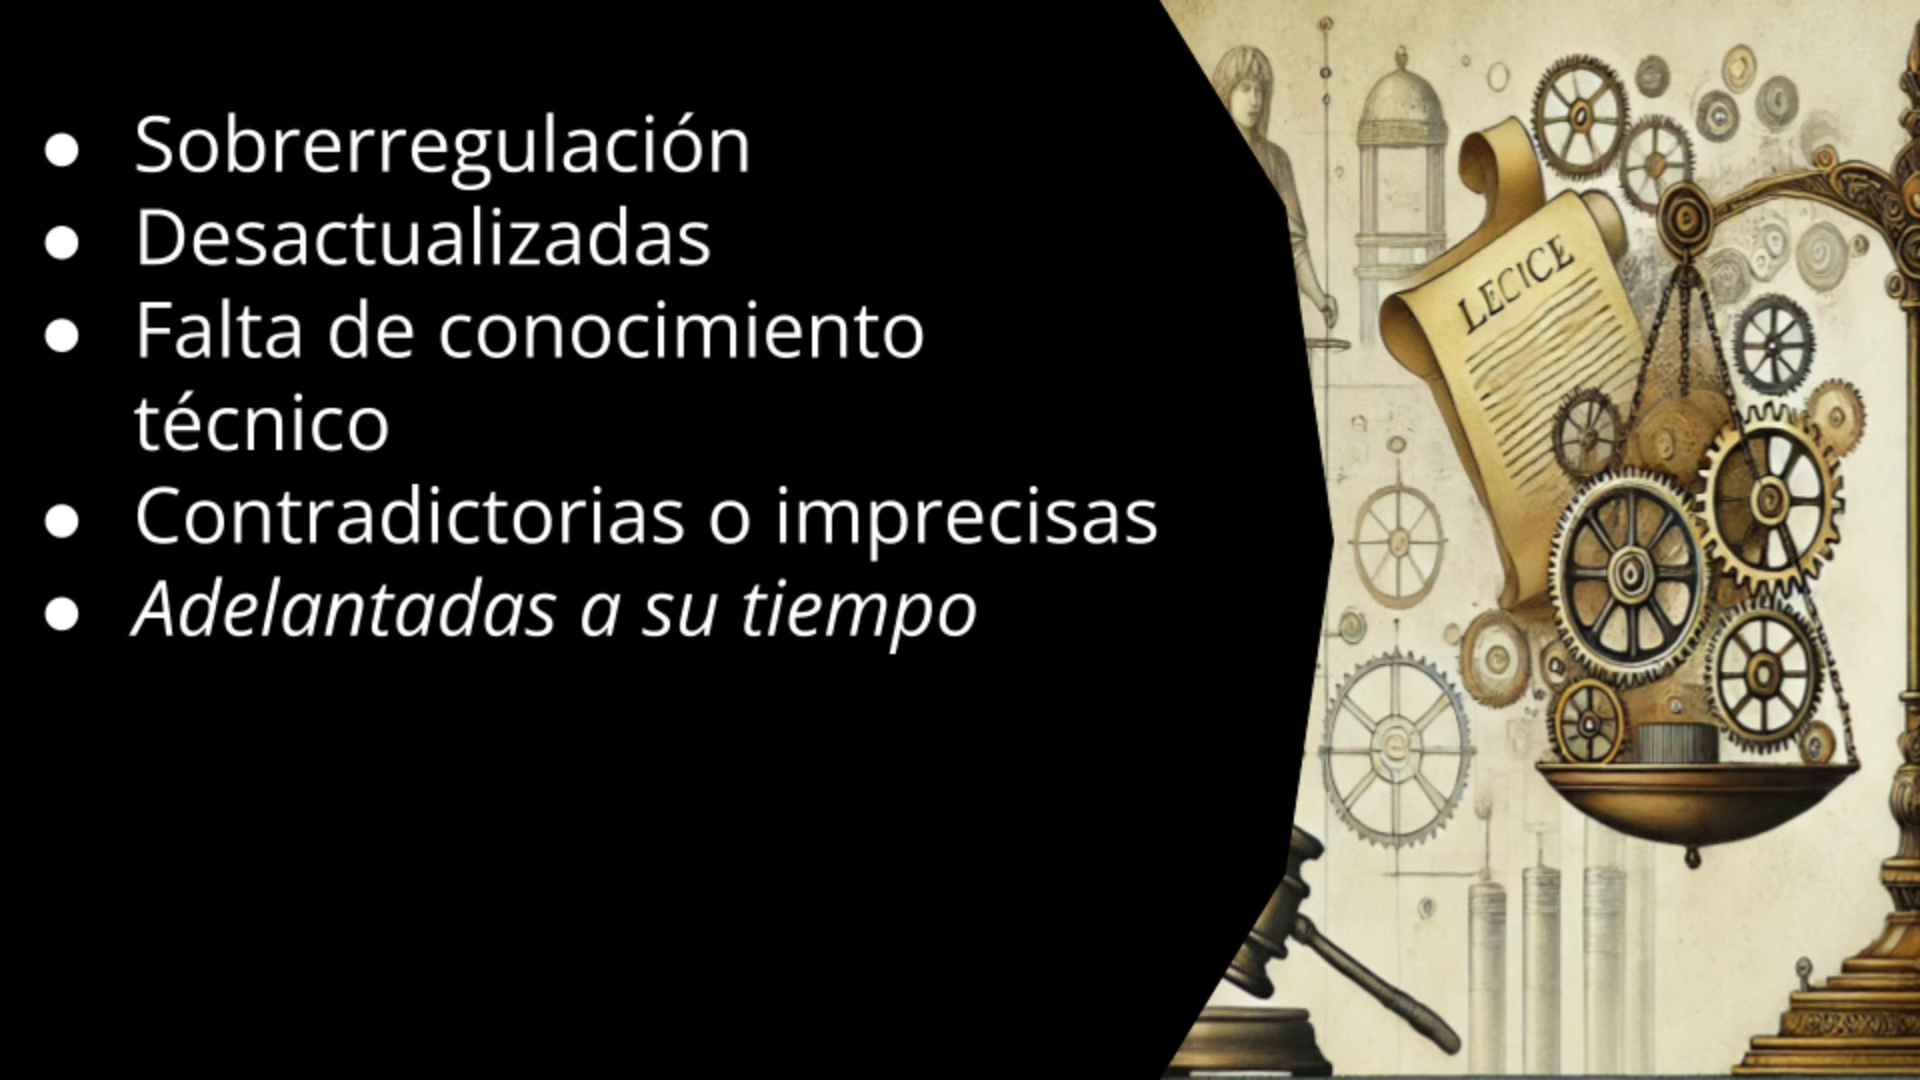 ● Sobrerregulación
● Desactualizadas
● Falta de conocimiento
técnico
● Contradictorias o imprecisas
● Adelantadas a su tiempo
LECICE